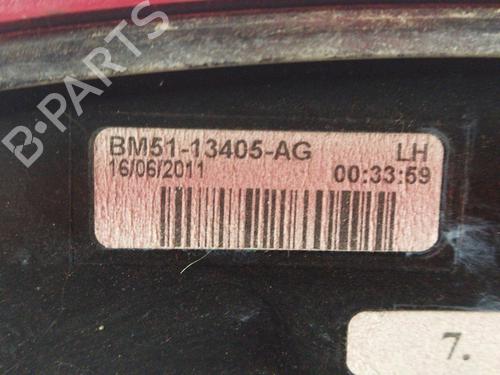 B-PARTS
BM51-13405-AG LH
16/06/2011 00:33:59
7.